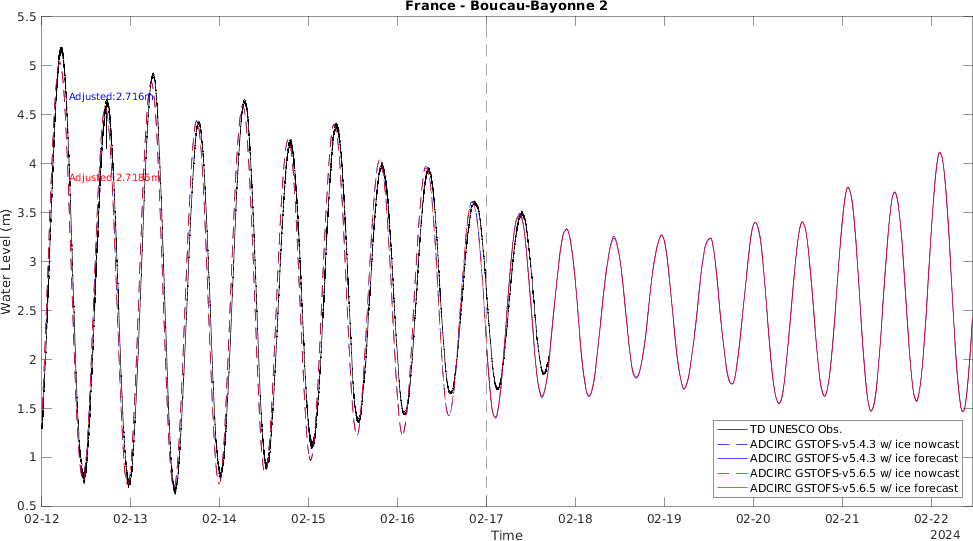 France - Boucau-Bayonne 2
5.5
5
4.5
4
3.5
3
2.5
2
1.5
1
0.5
Water Level (m)
Adjusted:2.716m
Adjusted:2.7185m
TD UNESCO Obs.
ADCIRC GSTOFS-v5.4.3 w/ ice nowcast
ADCIRC GSTOFS-v5.4.3 w/ ice forecast
ADCIRC GSTOFS-v5.6.5 w/ ice nowcast
ADCIRC GSTOFS-v5.6.5 w/ ice forecast
02-12 02-13 02-14 02-15 02-16 02-17 02-18 02-19 02-20 02-21 02-22
Time
2024